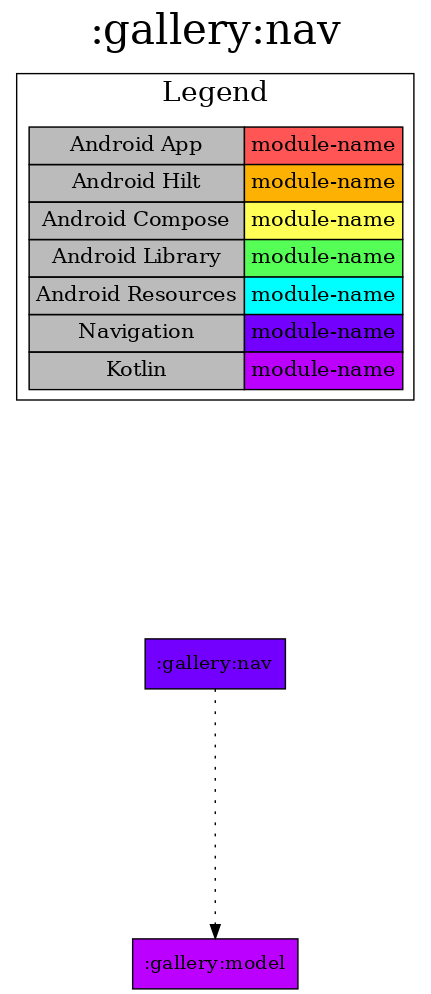 :gallery:nav
Legend
Android App module-name
Android Hilt module-name
Android Compose module-name
Android Library module-name
Android Resources module-name
Navigation module-name
Kotlin module-name
:gallery:nav
:gallery:model